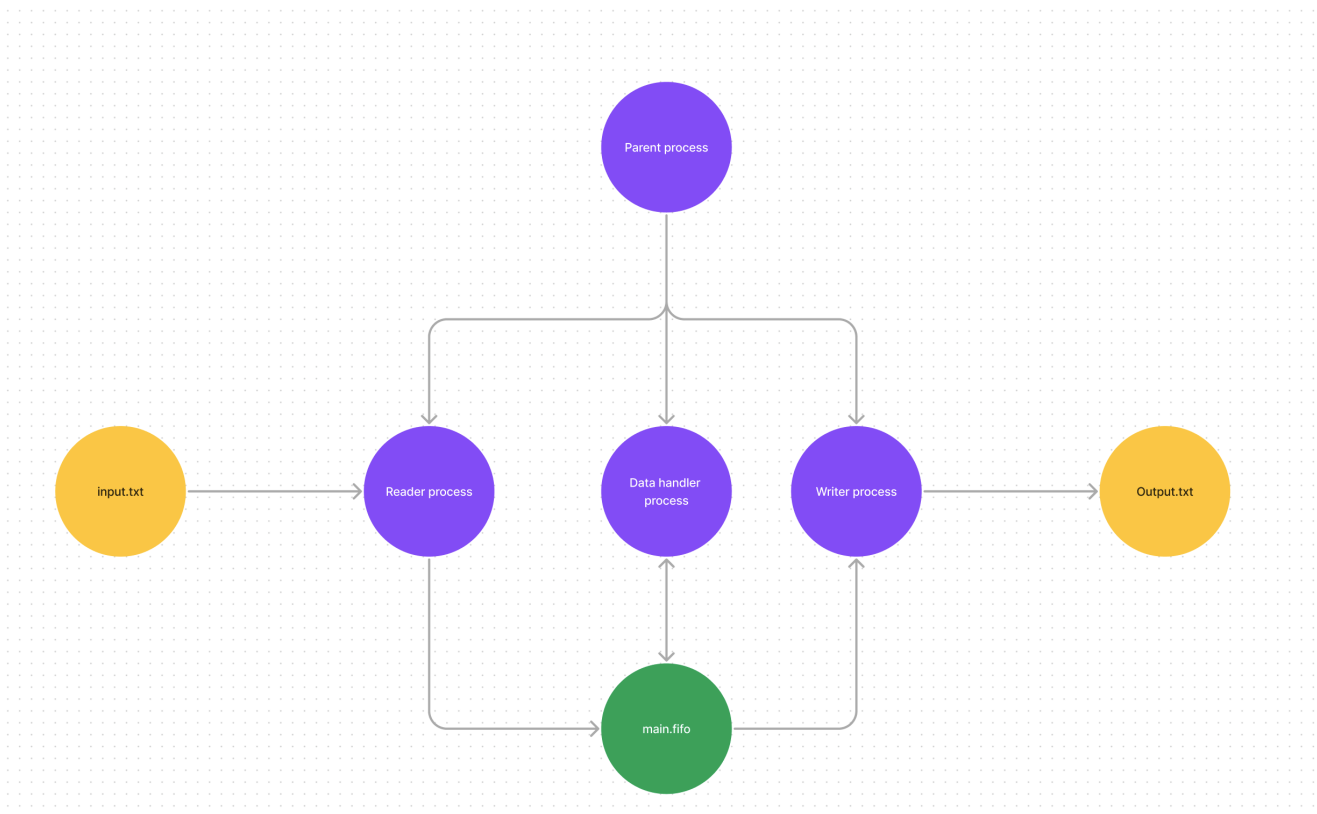 Parent process
input.txt
Reader process
Data handler
process
Writer process
Output.txt
main.fifo